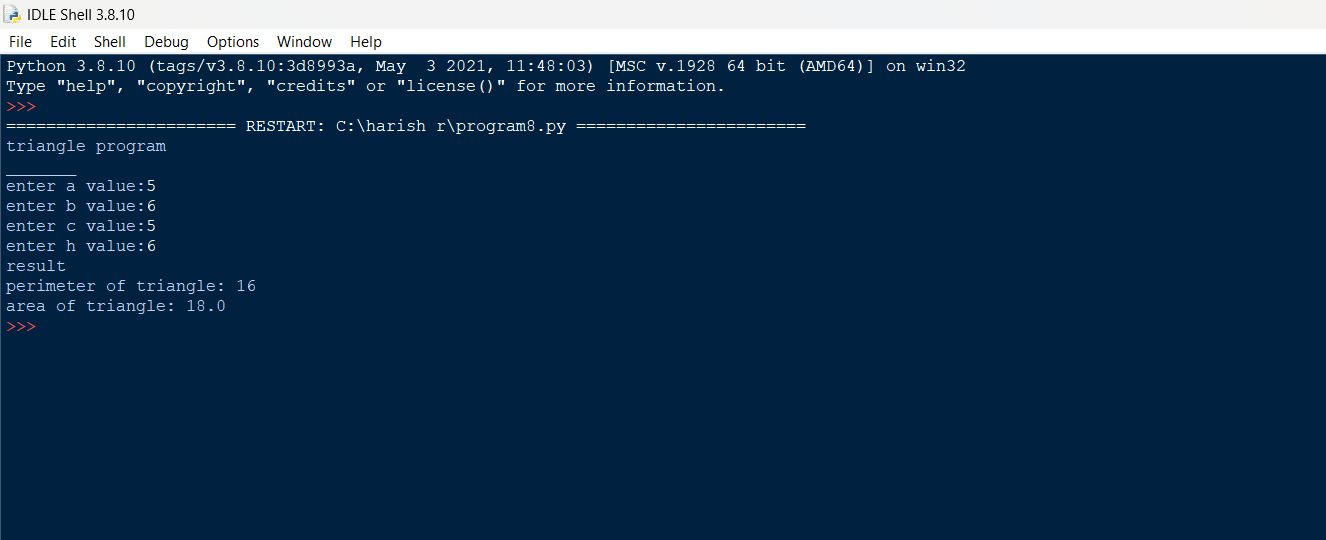 IDLE Shell 3.8.10
File Edit Shell Debug Options Window Help
Python 3.8.10 (tags/v3.8.10:3d8993a, May  3 2021, 11:48:03) [MSC v.1928 64 bit (AMD64)] on win32
Type "help", "copyright", "credits" or "license()" for more information.
>>>
======================= RESTART: C:\harish r\program8.py =======================
triangle program
_______
enter a value:5
enter b value:6
enter c value:5
enter h value:6
result
perimeter of triangle: 16
area of triangle: 18.0
>>>